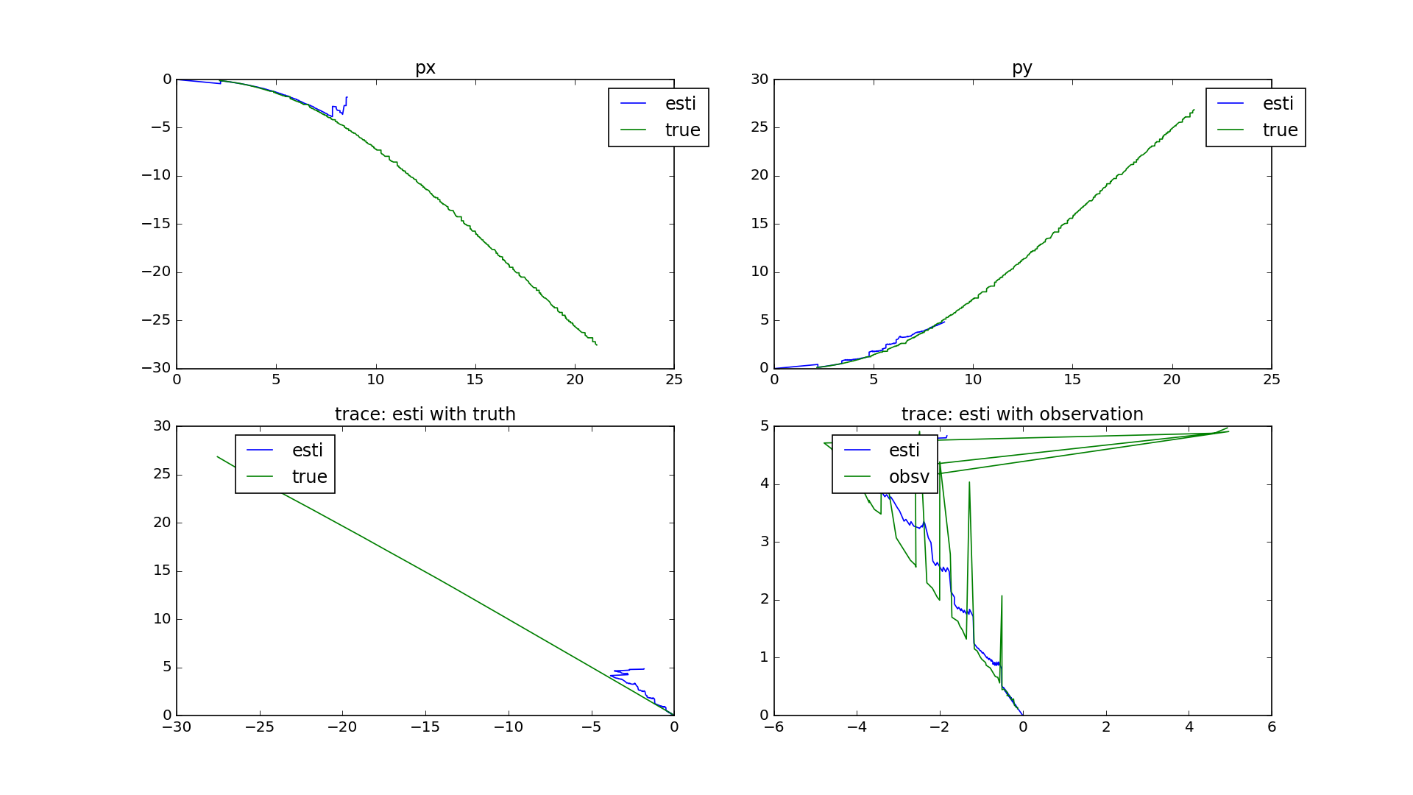 px
0
−5
−10
−15
−20
−25
−30
0 5 10 15 20 25
esti
true
py
30
25
20
15
10
5
0
0 5 10 15 20 25
esti
true
trace: esti with truth
30
25
20
15
10
5
0
−30 −25 −20 −15 −10 −5 0
esti
true
trace: esti with observation
5
4
3
2
1
0
−6 −4 −2 0 2 4 6
esti
obsv